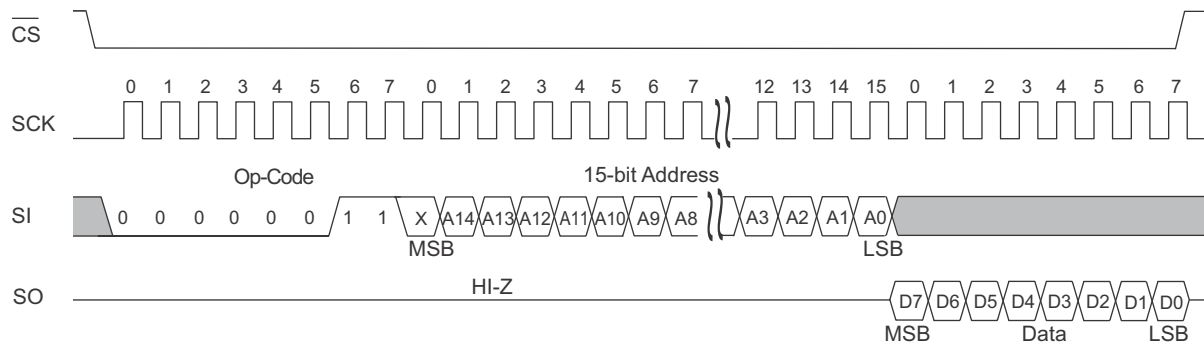 CS
0 1 2 3 4 5 6 7 0 1 2 3 4 5 6 7 12 13 14 15 0 1 2 3 4 5 6 7
SCK
Op-Code 15-bit Address
SI 0 0 0 0 0 0 1 1 X A14 A13 A12 A11 A10 A9 A8 A3 A2 A1 A0
MSB LSB
HI-Z
SO D7 D6 D5 D4 D3 D2 D1 D0
MSB Data LSB